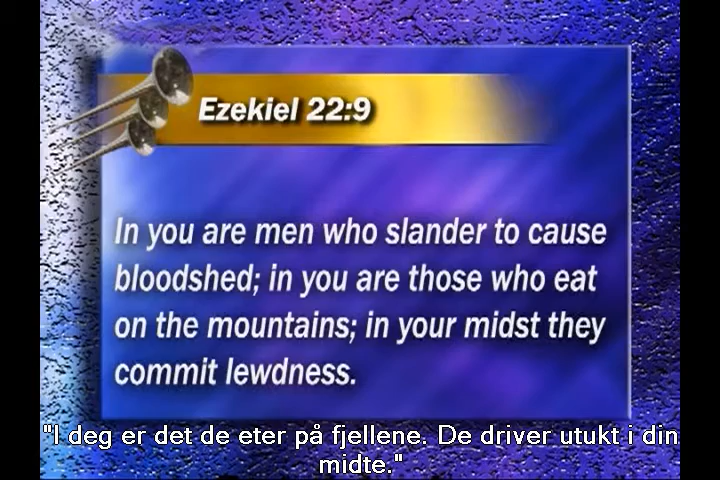 Ezekiel 22:9
In you are men who slander to cause
bloodshed; in you are those who eat
on the mountains; in your midst they
commit lewdness.
"I deg er det de eter på fjellene. De driver utukt i din
midte."